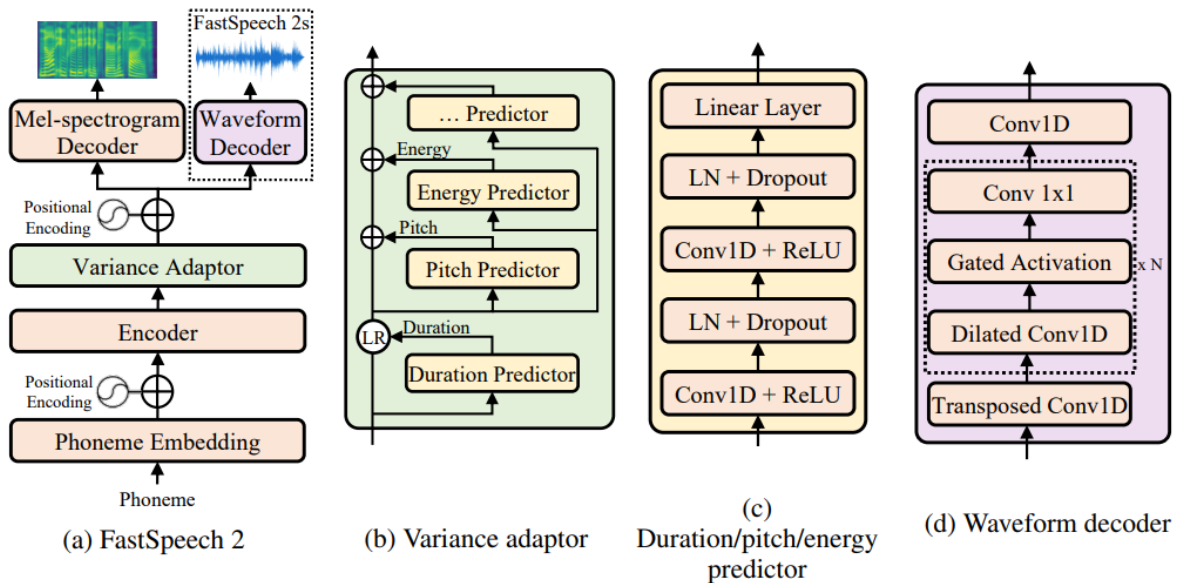 FastSpeech 2s
Mel-spectrogram
Decoder
Waveform
Decoder
Positional
Encoding
Variance Adaptor
Encoder
Positional
Encoding
Phoneme Embedding
Phoneme
(a) FastSpeech 2
... Predictor
Energy
Energy Predictor
Pitch
Pitch Predictor
LR
Duration
Duration Predictor
(b) Variance adaptor
Linear Layer
LN + Dropout
Conv1D + ReLU
LN + Dropout
Conv1D + ReLU
(c)
Duration/pitch/energy
predictor
Conv1D
Conv 1x1
Gated Activation
x N
Dilated Conv1D
Transposed Conv1D
(d) Waveform decoder